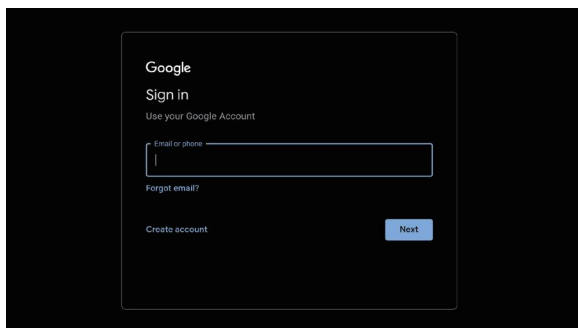 Google
Sign in
Use your Google Account
Email or phone
Forgot email?
Create account
Next